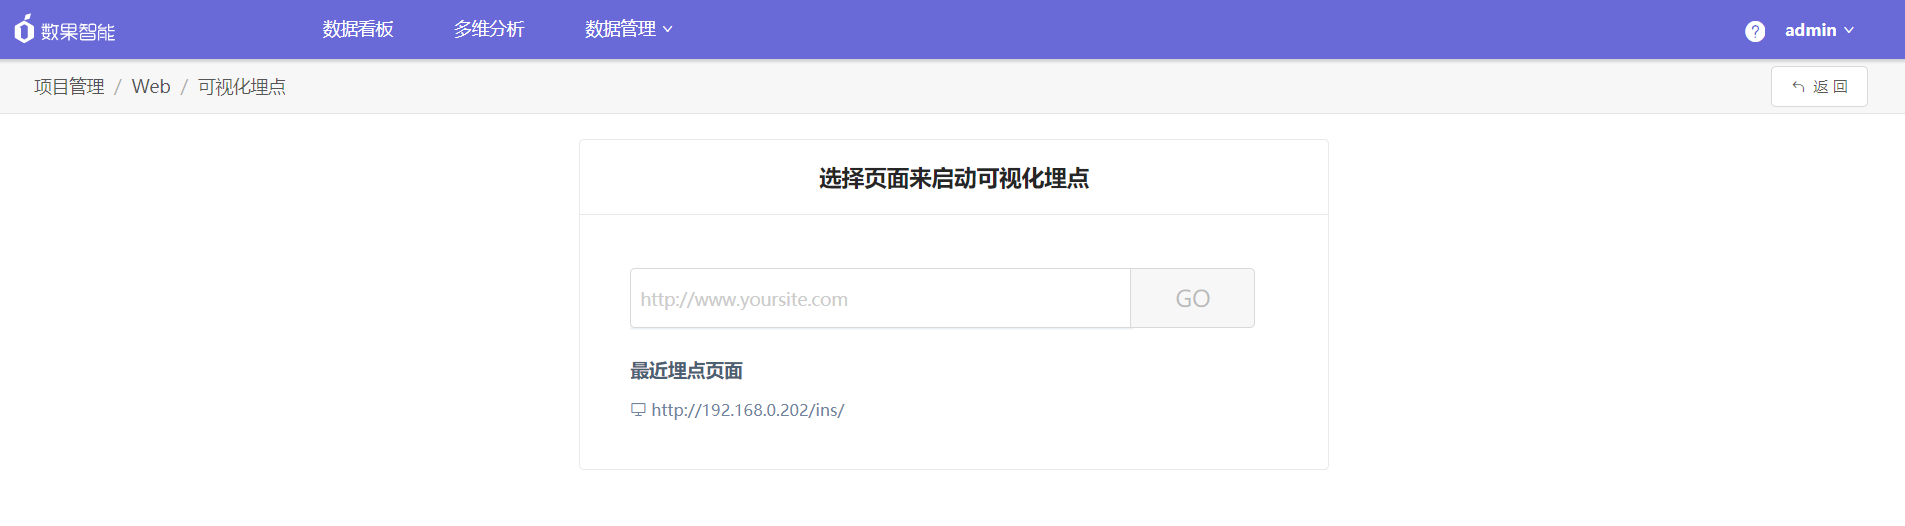 数果智能 数据看板 多维分析 数据管理 ? admin
项目管理 / Web / 可视化埋点 返 回
选择页面来启动可视化埋点
http://www.yoursite.com GO
最近埋点页面
http://192.168.0.202/ins/